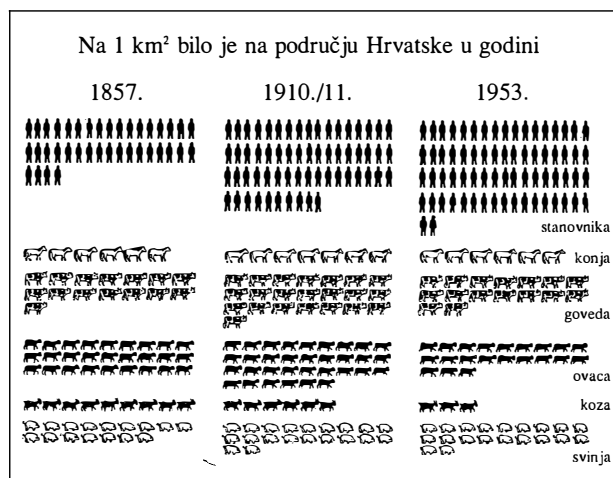 Na 1 km² bilo je na području Hrvatske u godini
1857. 1910./11. 1953.
stanovnika
konja
goveda
ovaca
koza
svinja